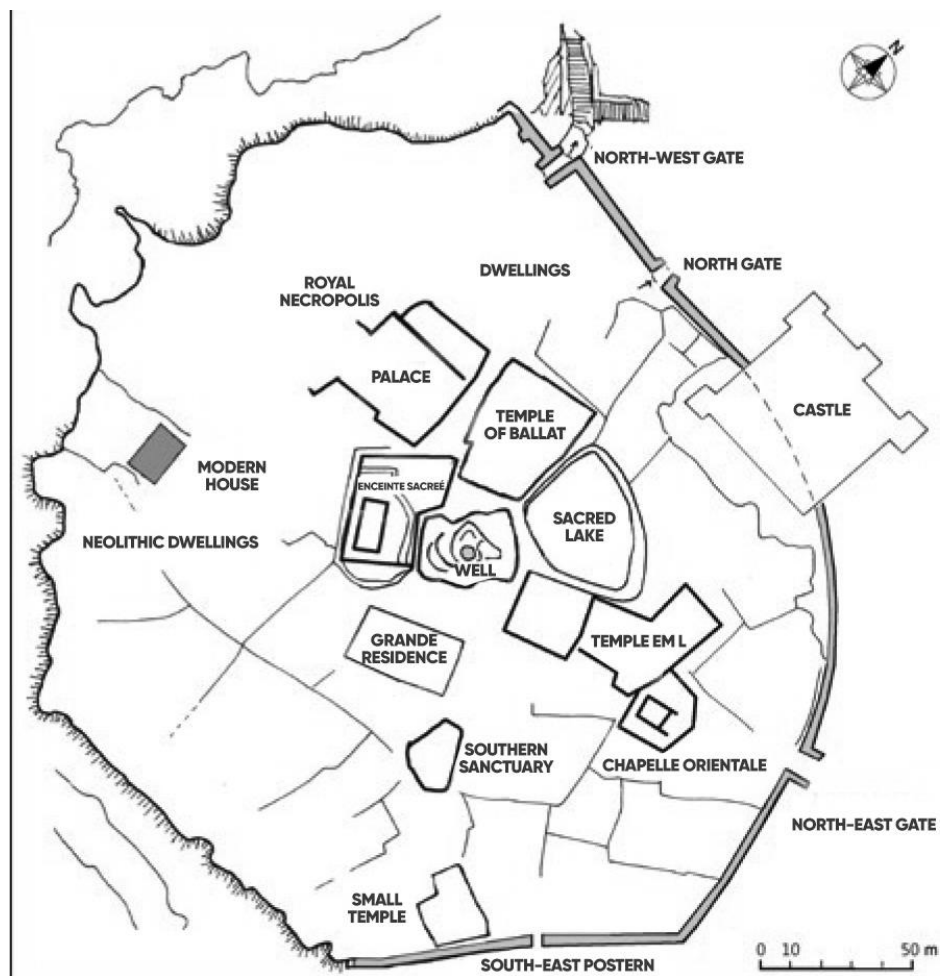 N
NORTH-WEST GATE
NORTH GATE
DWELLINGS
ROYAL
NECROPOLIS
PALACE
TEMPLE
OF BALLAT
CASTLE
MODERN
HOUSE
ENCEINTE SACREÉ
SACRED
LAKE
NEOLITHIC DWELLINGS
WELL
GRANDE
RESIDENCE
TEMPLE EM L
SOUTHERN
SANCTUARY
CHAPELLE ORIENTALE
NORTH-EAST GATE
SMALL
TEMPLE
SOUTH-EAST POSTERN
0 10 50 m